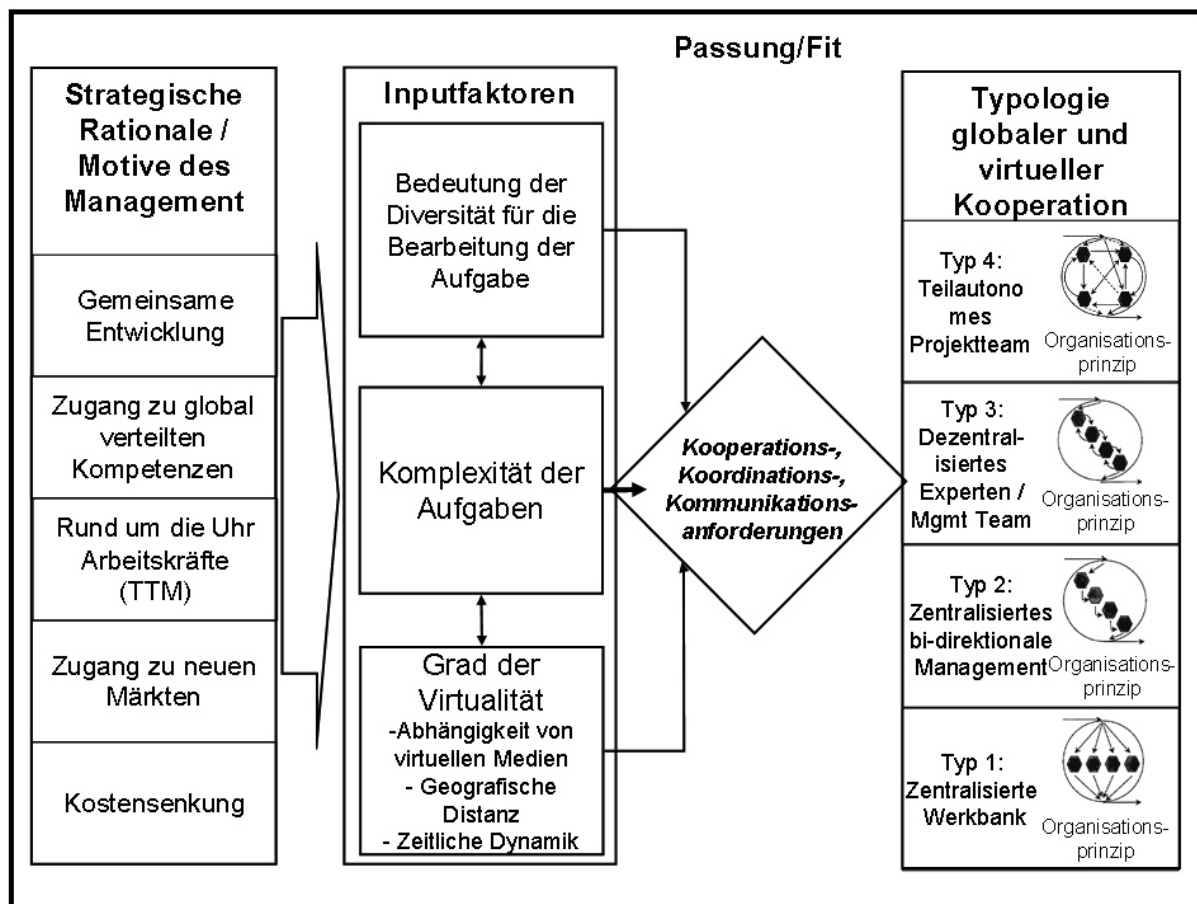 Passung/Fit
Strategische
Rationale /
Motive des
Management
Gemeinsame
Entwicklung
Zugang zu global
verteilten
Kompetenzen
Rund um die Uhr
Arbeitskräfte
(TTM)
Zugang zu neuen
Märkten
Kostensenkung
Inputfaktoren
Bedeutung der
Diversität für die
Bearbeitung der
Aufgabe
Komplexität der
Aufgaben
Grad der
Virtualität
-Abhängigkeit von
virtuellen Medien
- Geografische
Distanz
- Zeitliche Dynamik
Kooperations-,
Koordinations-,
Kommunikations-
anforderungen
Typologie
globaler und
virtueller
Kooperation
Typ 4:
Teilautono
mes
Projektteam
Organisations-
prinzip
Typ 3:
Dezentral-
isiertes
Experten /
Mgmt Team
Organisations-
prinzip
Typ 2:
Zentralisiertes
bi-direktionale
Management
Organisations-
prinzip
Typ 1:
Zentralisierte
Werkbank
Organisations-
prinzip